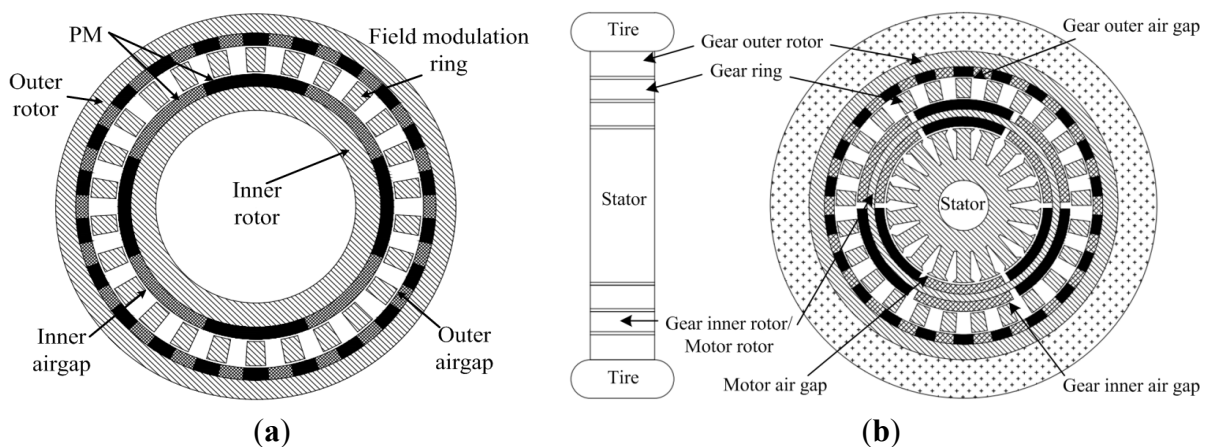 PM
Field modulation
ring
Outer
rotor
Inner
rotor
Inner
airgap
Outer
airgap
(a)
Tire
Gear outer rotor
Gear ring
Stator
Gear inner rotor/
Motor rotor
Motor air gap
Tire
Gear outer air gap
Stator
Gear inner air gap
(b)